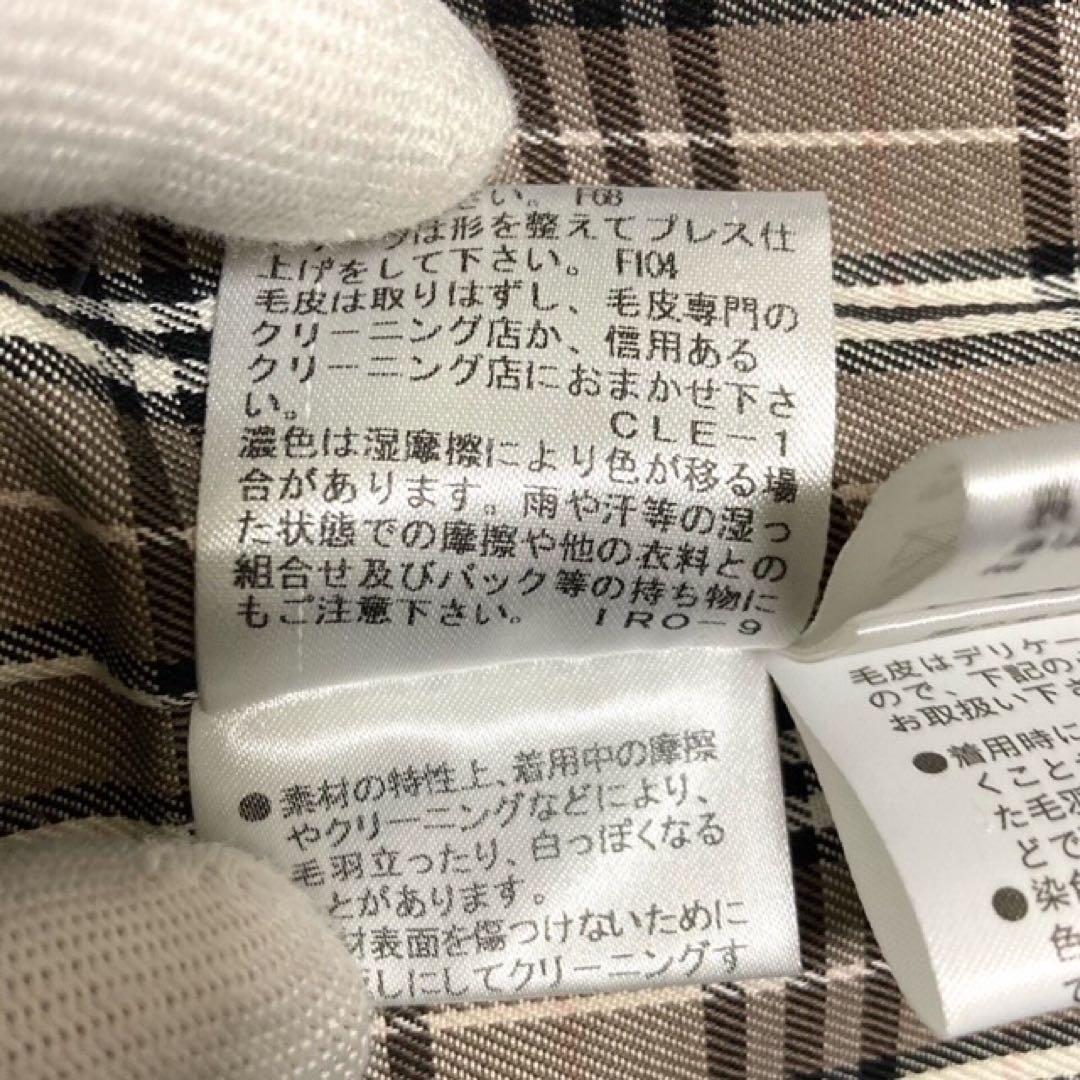 さい。 F68
は形を整えてプレス仕
上げをして下さい。 F104
毛皮は取りはずし、毛皮専門の
クリーニング店か、信用ある
クリーニング店におまかせ下さ
い。 CLE-1
濃色は湿摩擦により色が移る場
合があります。雨や汗等の湿っ
た状態での摩擦や他の衣料との
組合せ及びバック等の持ち物に
もご注意下さい。 IRO-9
●素材の特性上、着用中の摩擦
やクリーニングなどにより、
毛羽立ったり、白っぽくなる
とがあります。
材表面を傷つけないために
しにしてクリーニングす
毛皮はデリケー
ので、下記の
お取扱い下さ
●着用時に
くこと
た毛羽
どで
●染色
色
て